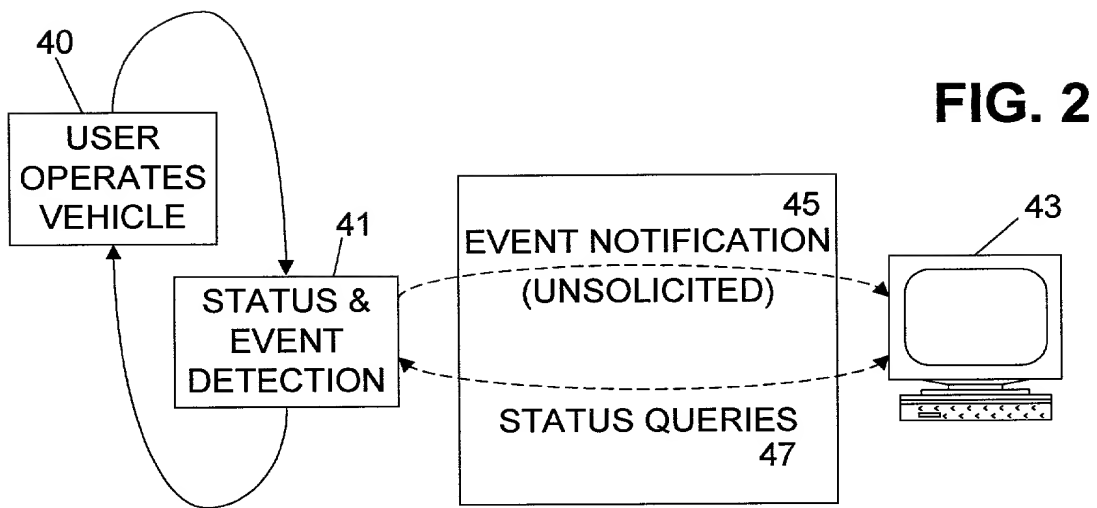 40
FIG. 2
USER
OPERATES
VEHICLE
41
45
43
EVENT NOTIFICATION
(UNSOLICITED)
STATUS &
EVENT
DETECTION
STATUS QUERIES
47